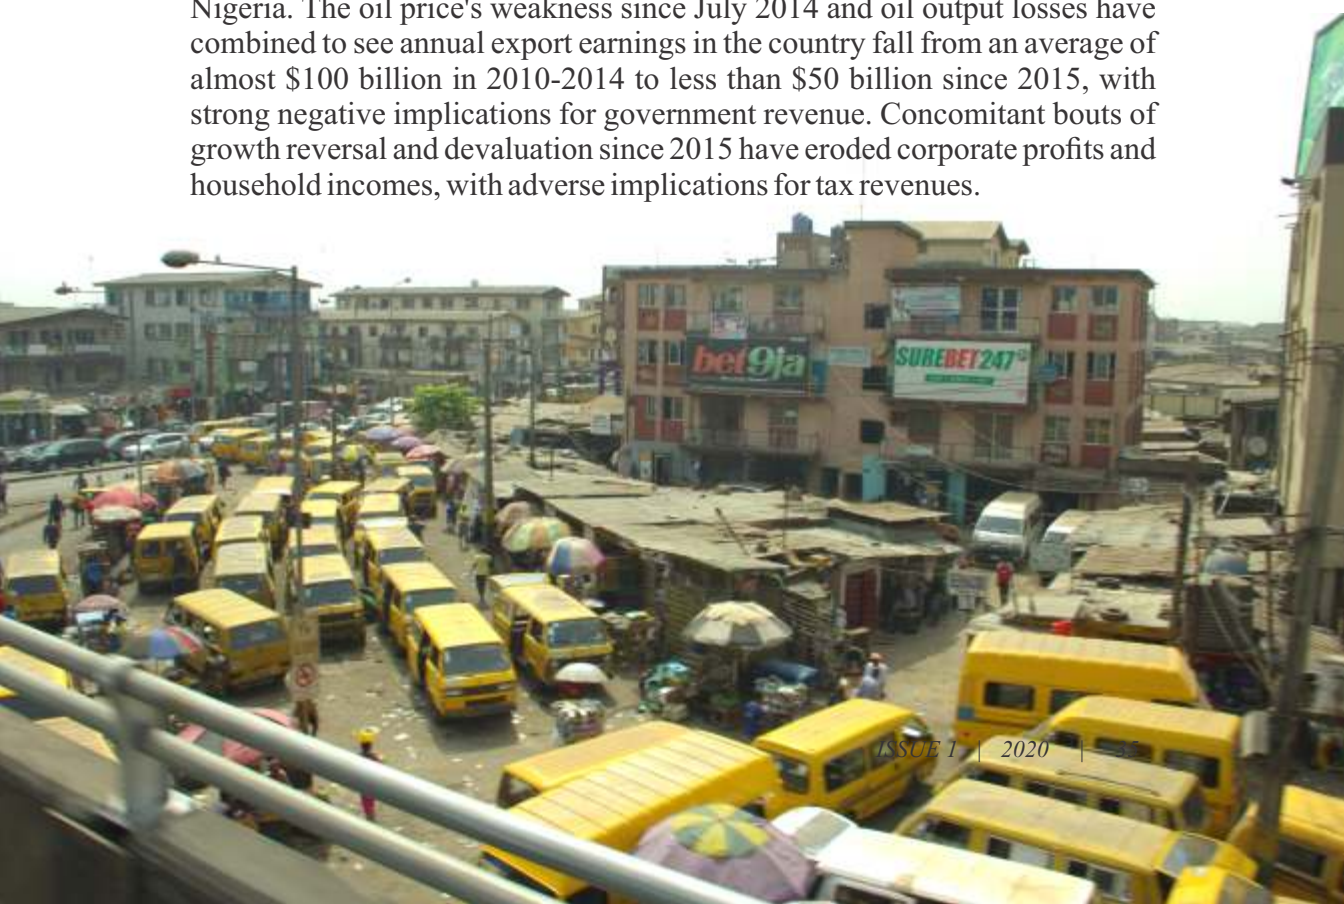 Nigeria. The oil price's weakness since July 2014 and oil output losses have
combined to see annual export earnings in the country fall from an average of
almost $100 billion in 2010-2014 to less than $50 billion since 2015, with
strong negative implications for government revenue. Concomitant bouts of
growth reversal and devaluation since 2015 have eroded corporate profits and
household incomes, with adverse implications for tax revenues.
bet9ja
SUREBET247
ISSUE 1 | 2020 |